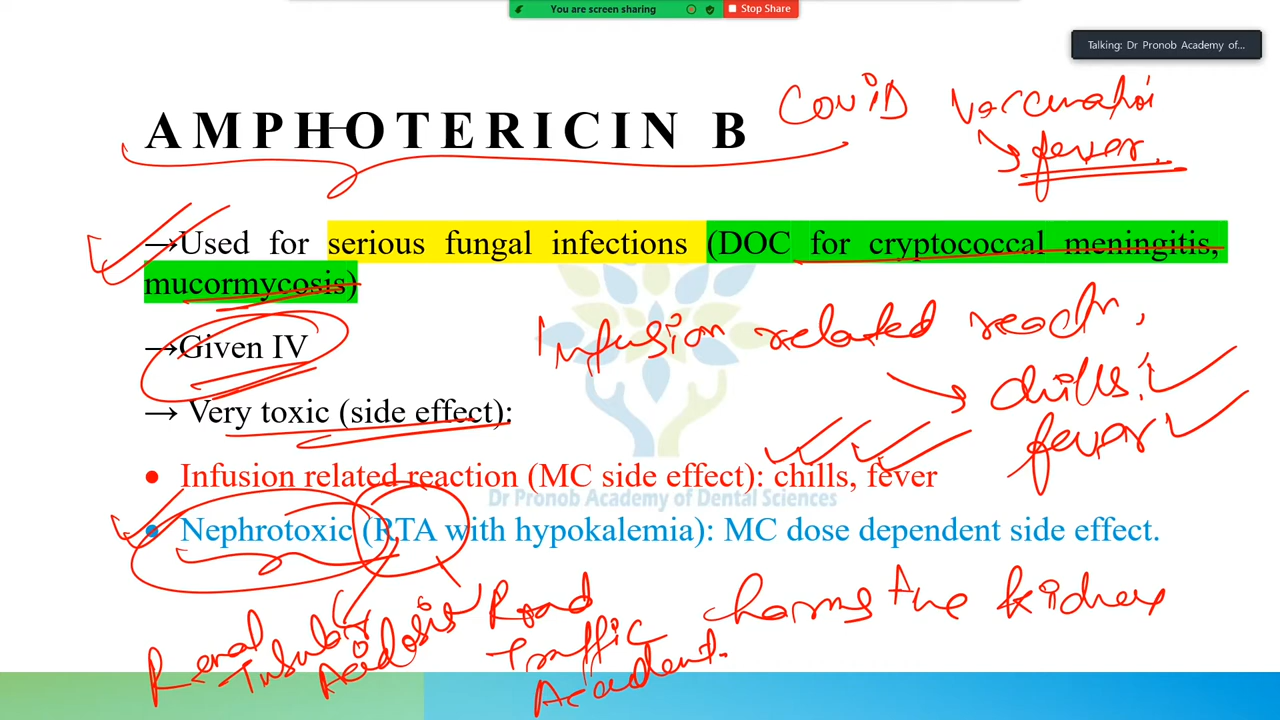 You are screen sharing
Stop Share
Talking: Dr Pronob Academy of...
Covid Vaccination
fever.
AMPHOTERICIN B
→Used for serious fungal infections (DOC for cryptococcal meningitis,
mucormycosis)
→Given IV
Infusion related reactn,
chills,
fever
→ Very toxic (side effect):
• Infusion related reaction (MC side effect): chills, fever
Dr Pronob Academy of Dental Sciences
• Nephrotoxic (RTA with hypokalemia): MC dose dependent side effect.
Renal
Acidosis
Road
Traffic
Accident.
harms the kidney